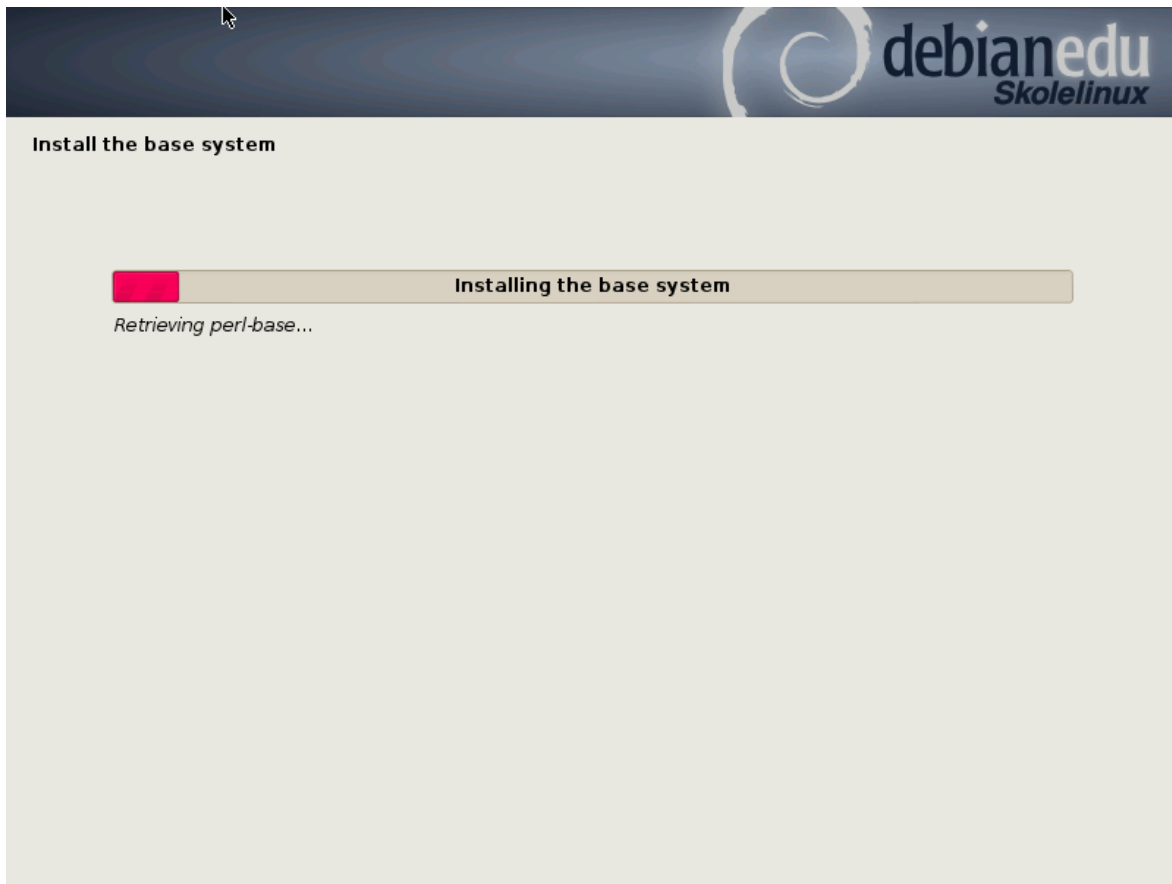 debianedu
Skolelinux
Install the base system
Installing the base system
Retrieving perl-base...